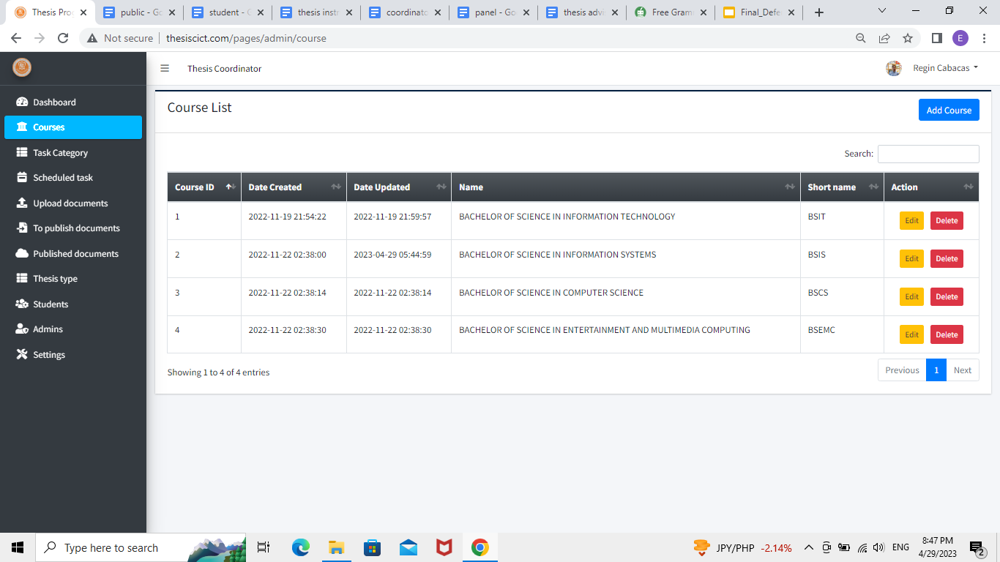 Thesis Pro
public - Go
student - G
thesis instr
coordinato
panel - Go
thesis advi
Free Gram
Final_Defe
Not secure
thesiscict.com/pages/admin/course
E
Thesis Coordinator
Regin Cabacas
Dashboard
Courses
Task Category
Scheduled task
Upload documents
To publish documents
Published documents
Thesis type
Students
Admins
Settings
Course List
Add Course
Search:
Course ID Date Created Date Updated Name Short name Action
1 2022-11-19 21:54:22 2022-11-19 21:59:57 BACHELOR OF SCIENCE IN INFORMATION TECHNOLOGY BSIT Edit Delete
2 2022-11-22 02:38:00 2023-04-29 05:44:59 BACHELOR OF SCIENCE IN INFORMATION SYSTEMS BSIS Edit Delete
3 2022-11-22 02:38:14 2022-11-22 02:38:14 BACHELOR OF SCIENCE IN COMPUTER SCIENCE BSCS Edit Delete
4 2022-11-22 02:38:30 2022-11-22 02:38:30 BACHELOR OF SCIENCE IN ENTERTAINMENT AND MULTIMEDIA COMPUTING BSEMC Edit Delete
Showing 1 to 4 of 4 entries
Previous 1 Next
Type here to search
JPY/PHP -2.14%
ENG
8:47 PM
4/29/2023
2